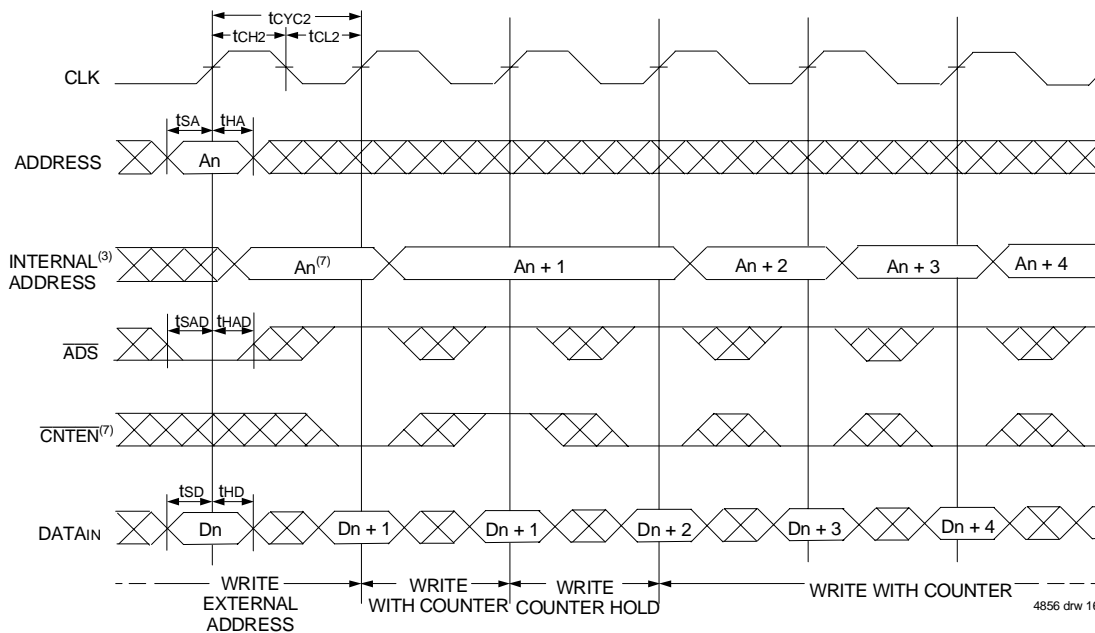 tCYC2
tCH2 tCL2
CLK
tSA tHA
ADDRESS An
INTERNAL(3)
ADDRESS
An(7) An + 1 An + 2 An + 3 An + 4
tSAD tHAD
ADS
CNTEN(7)
tSD tHD
DATAIN Dn Dn + 1 Dn + 1 Dn + 2 Dn + 3 Dn + 4
WRITE
EXTERNAL
ADDRESS
WRITE
WITH COUNTER
WRITE
COUNTER HOLD
WRITE WITH COUNTER
4856 drw 16